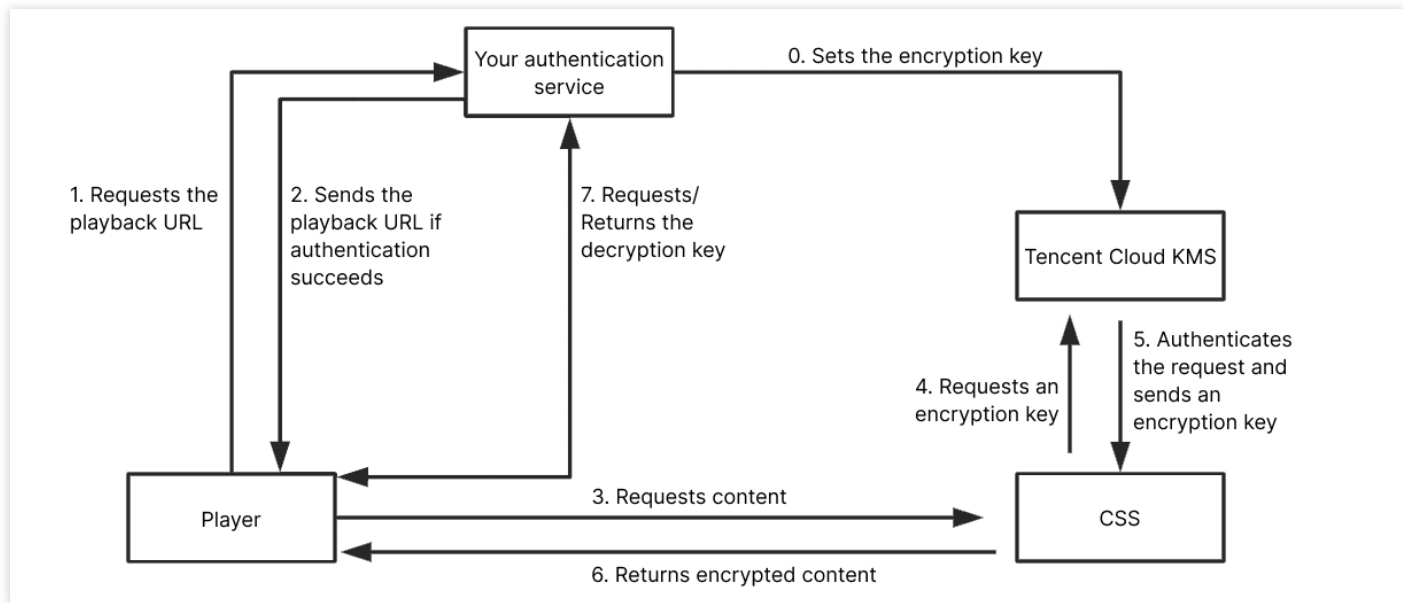 Your authentication
service
0. Sets the encryption key
1. Requests the
playback URL
2. Sends the
playback URL if
authentication
succeeds
7. Requests/
Returns the
decryption key
Tencent Cloud KMS
4. Requests an
encryption key
5. Authenticates
the request and
sends an
encryption key
Player
3. Requests content
CSS
6. Returns encrypted content